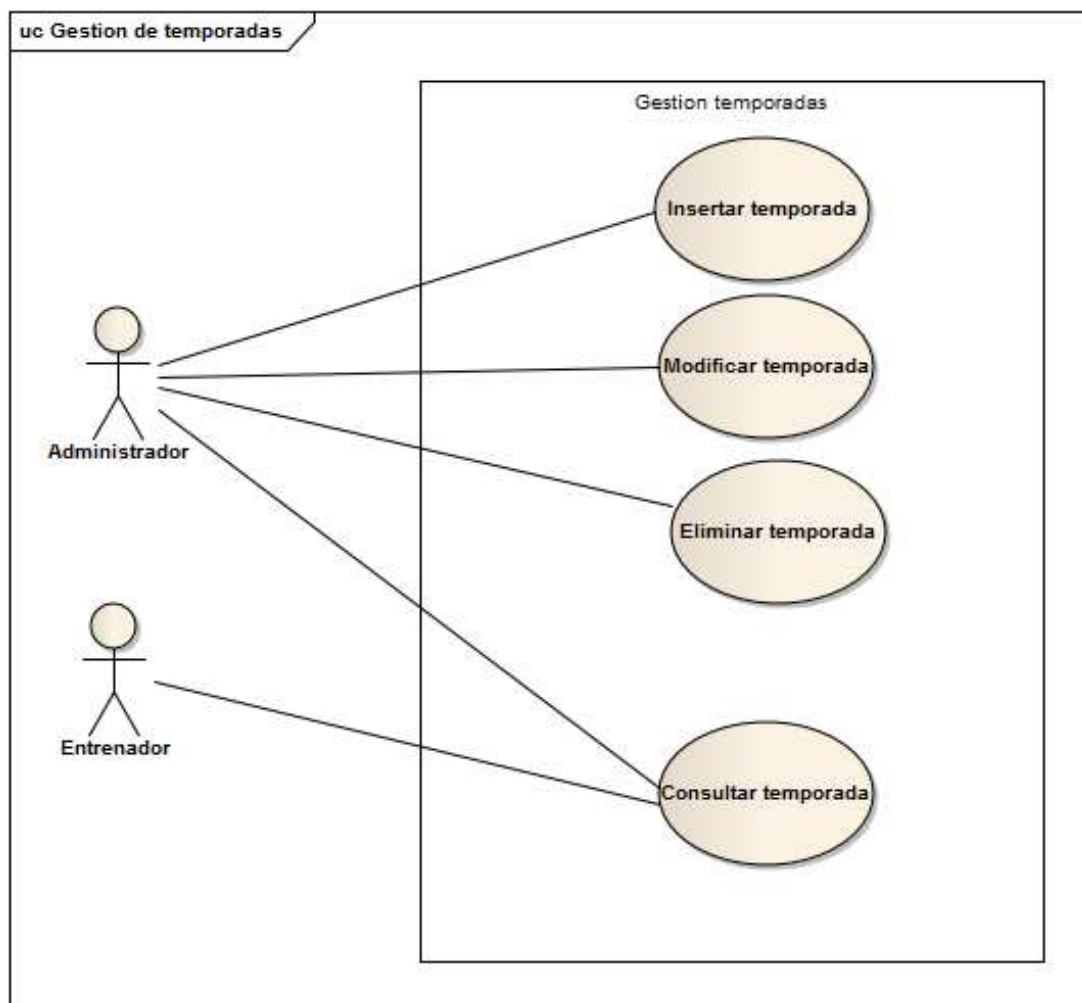 uc Gestion de temporadas
Gestion temporadas
Insertar temporada
Modificar temporada
Administrador
Eliminar temporada
Entrenador
Consultar temporada